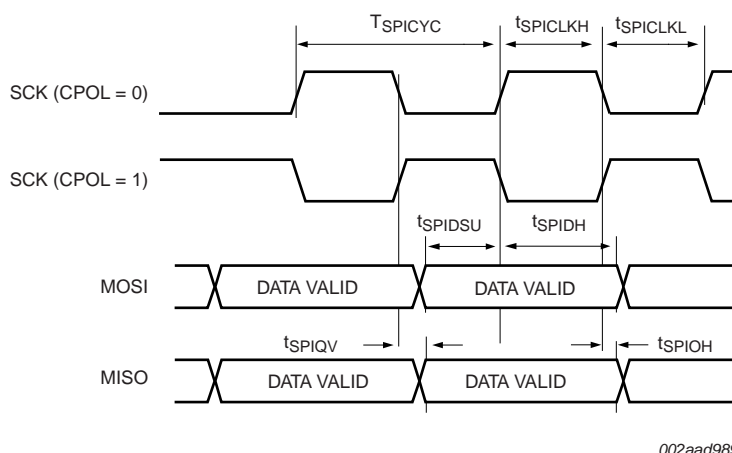 TSPICYC tSPICLKH tSPICLKL
SCK (CPOL = 0)
SCK (CPOL = 1)
tSPIDSU tSPIDH
MOSI DATA VALID DATA VALID
tSPIQV tSPIOH
MISO DATA VALID DATA VALID
002aad989